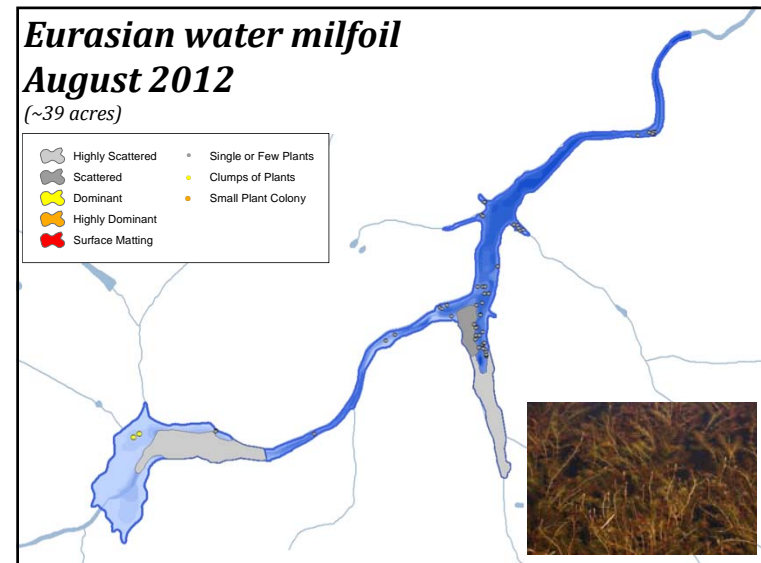 Eurasian water milfoil
August 2012
(~39 acres)
Highly Scattered
Scattered
Dominant
Highly Dominant
Surface Matting
Single or Few Plants
Clumps of Plants
Small Plant Colony